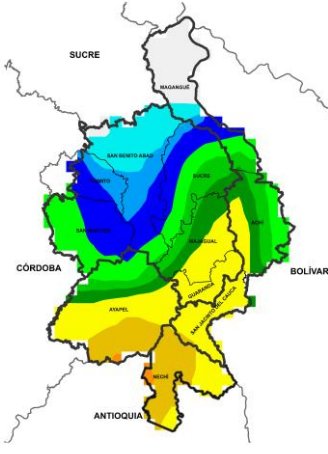 SUCRE
MAGANGUÉ
SAN BENITO ABAD
CAIMITO
SUCRE
SAN MARCOS
ACHÍ
MAJAGUAL
CÓRDOBA
BOLÍVAR
GUARANDA
AYAPEL
SAN JACINTO DEL CAUCA
NECHÍ
ANTIOQUIA